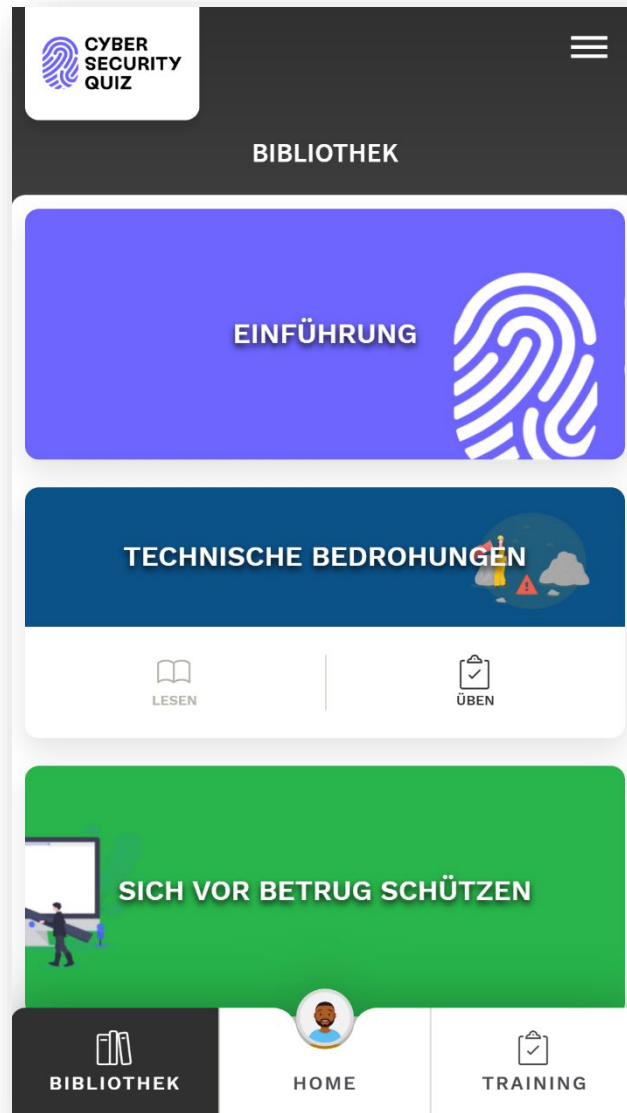 CYBER
SECURITY
QUIZ
BIBLIOTHEK
EINFÜHRUNG
TECHNISCHE BEDROHUNGEN
LESEN
ÜBEN
SICH VOR BETRUG SCHÜTZEN
BIBLIOTHEK
HOME
TRAINING